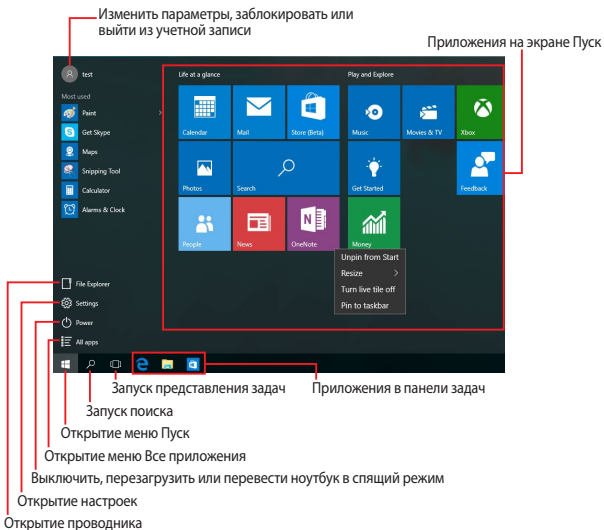 Изменить параметры, заблокировать или
выйти из учетной записи
Приложения на экране Пуск
test
Life at a glance
Play and Explore
Most used
Paint
Get Skype
Maps
Snipping Tool
Calculator
Alarms & Clock
Calendar
Mail
Store (Beta)
Music
Movies & TV
Xbox
Photos
Search
Get Started
Feedback
People
News
OneNote
Money
Unpin from Start
Resize
Turn live tile off
Pin to taskbar
File Explorer
Settings
Power
All apps
Запуск представления задач
Приложения в панели задач
Запуск поиска
Открытие меню Пуск
Открытие меню Все приложения
Выключить, перезагрузить или перевести ноутбук в спящий режим
Открытие настроек
Открытие проводника